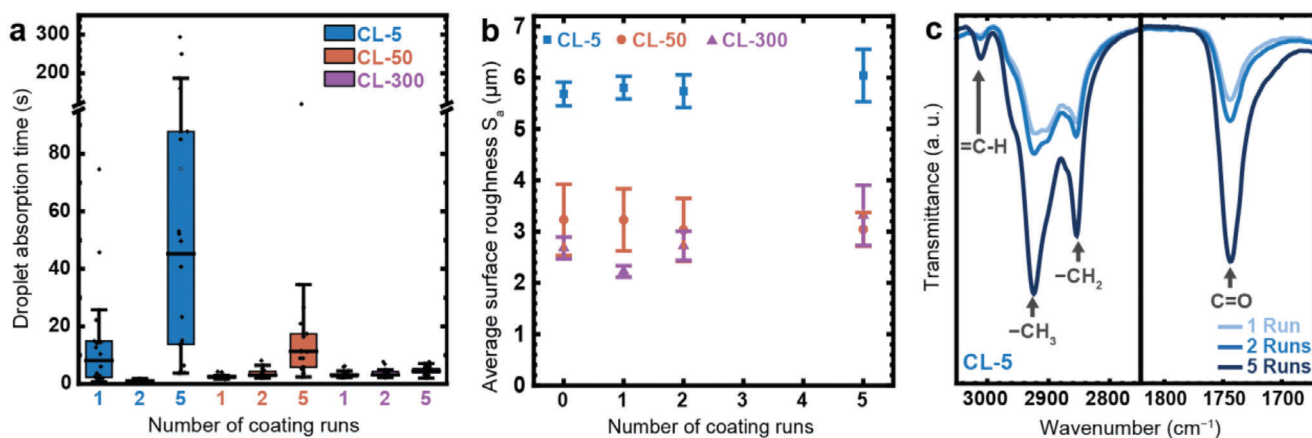 a
Droplet absorption time (s)
300
250
80
60
40
20
0
CL-5
CL-50
CL-300
1 2 5 1 2 5 1 2 5
Number of coating runs
b
Average surface roughness Sa (µm)
7
6
5
4
3
2
1
0
CL-5 CL-50 CL-300
0 1 2 3 4 5
Number of coating runs
c
Transmittance (a. u.)
=C-H
−CH3
−CH2
C=O
1 Run
2 Runs
5 Runs
CL-5
3000 2900 2800 1800 1750 1700
Wavenumber (cm⁻¹)